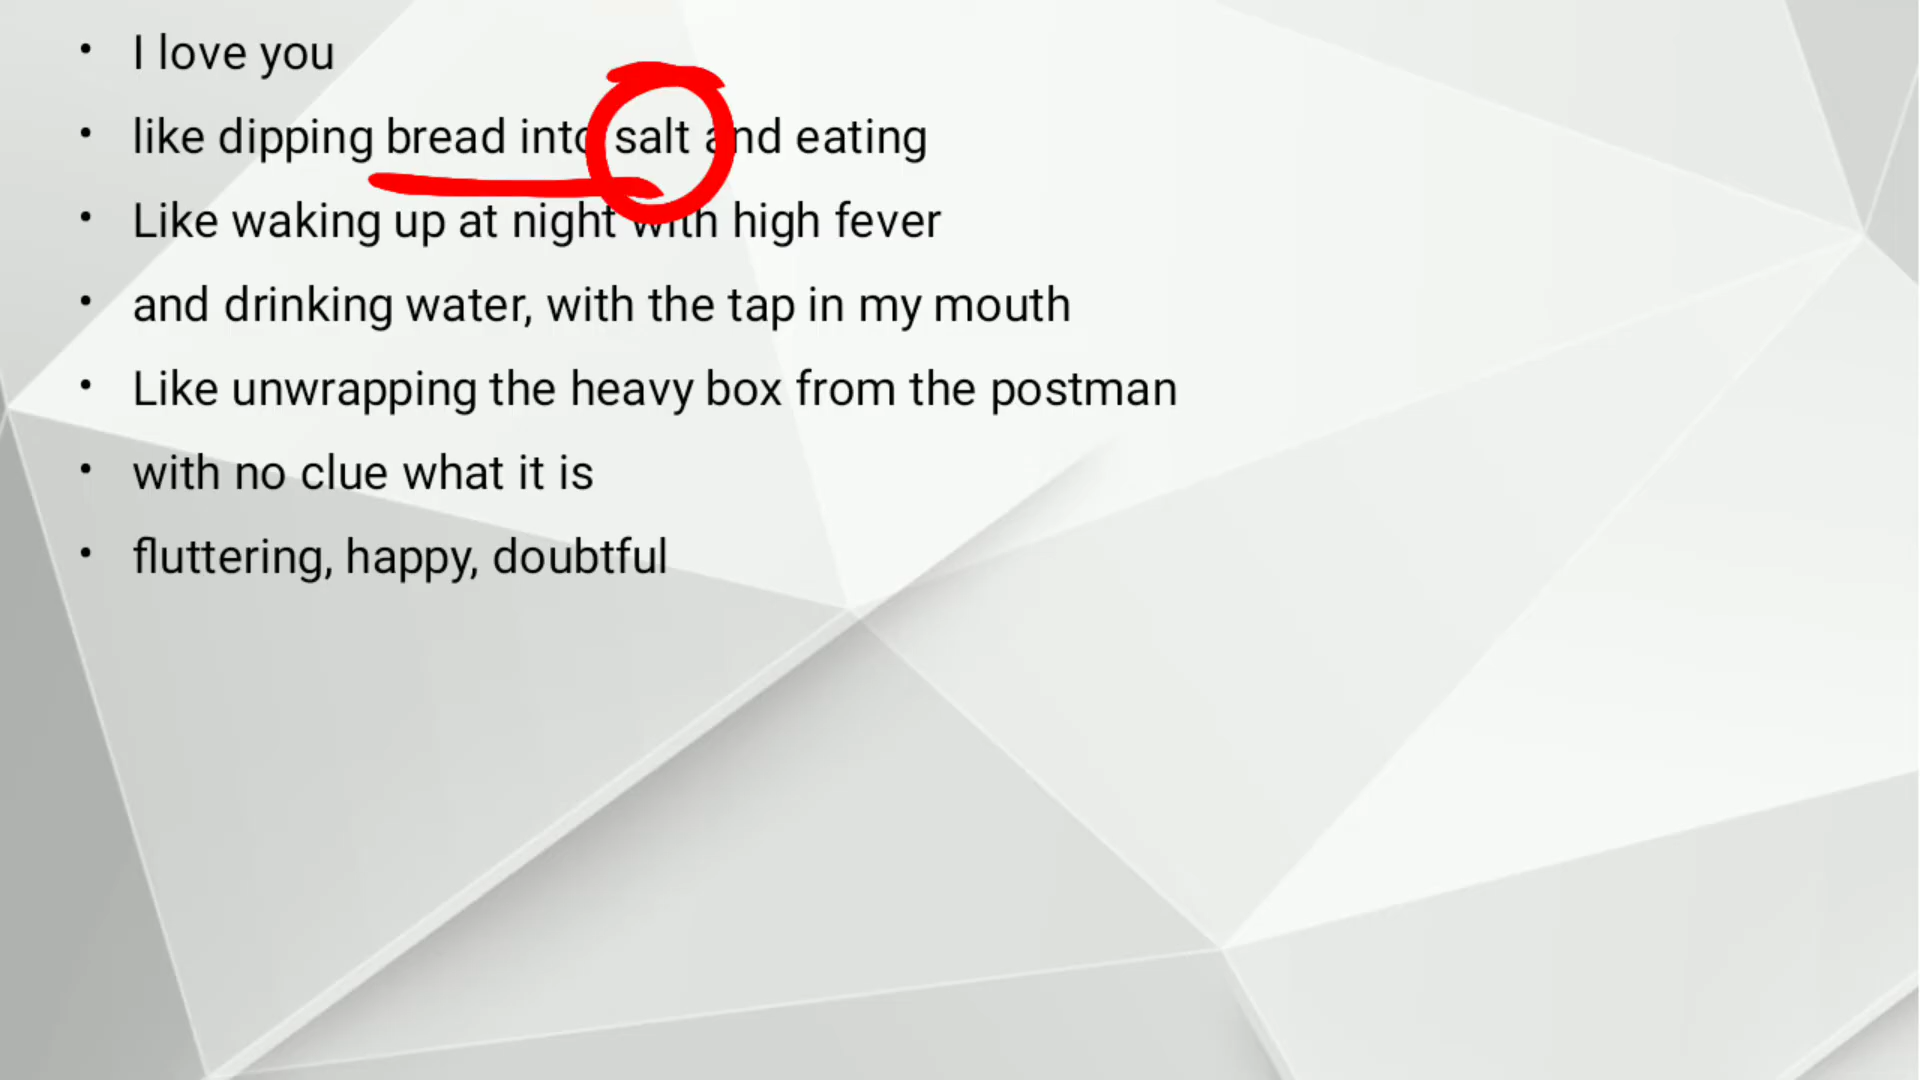 • I love you
• like dipping bread into salt and eating
• Like waking up at night with high fever
• and drinking water, with the tap in my mouth
• Like unwrapping the heavy box from the postman
• with no clue what it is
• fluttering, happy, doubtful